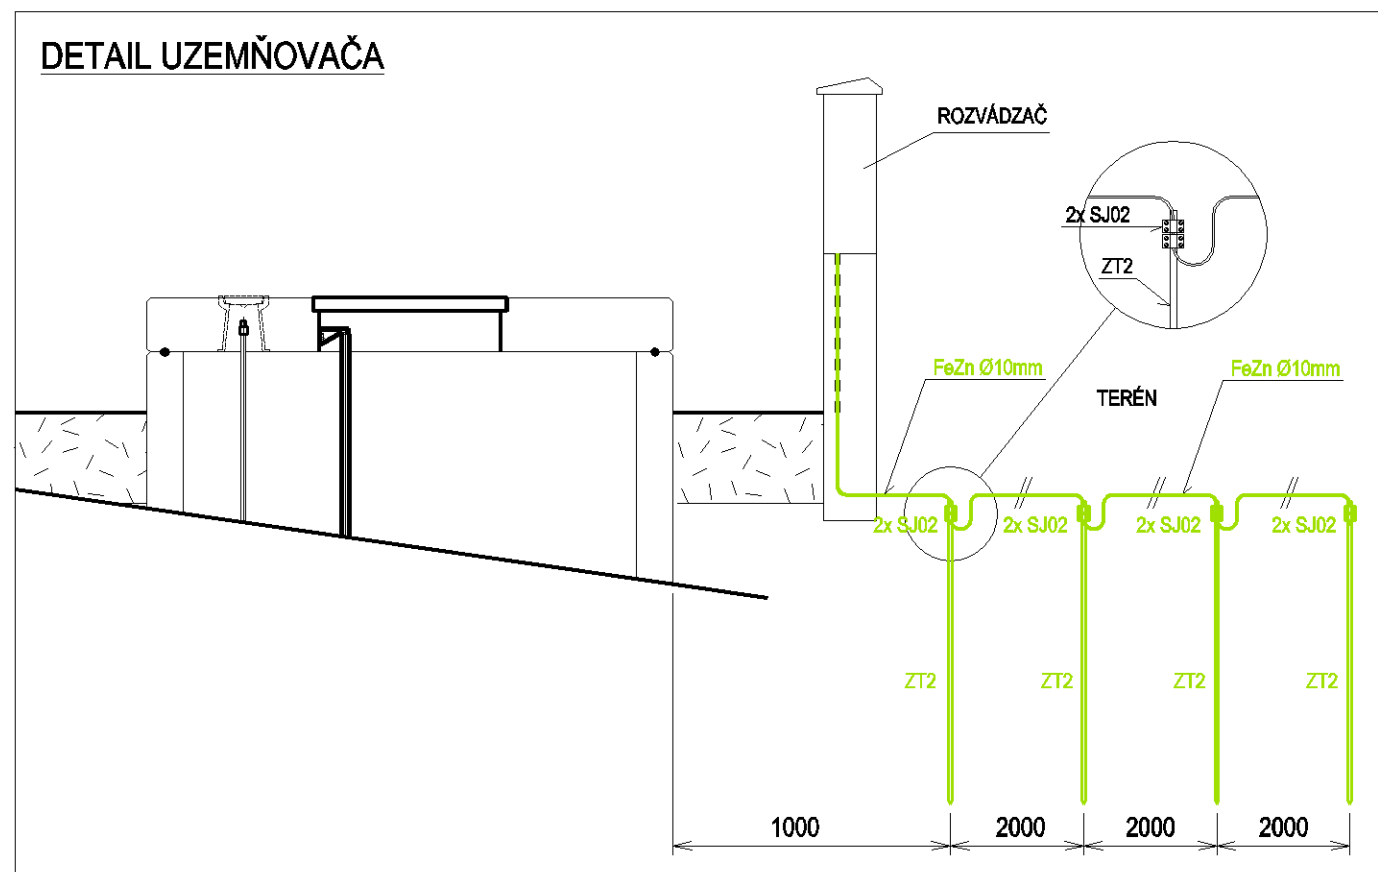 DETAIL UZEMŇOVAČA
ROZVÁDZAČ
2x SJ02
ZT2
FeZn Ø10mm
FeZn Ø10mm
TERÉN
2x SJ02
2x SJ02
2x SJ02
2x SJ02
ZT2
ZT2
ZT2
ZT2
1000
2000
2000
2000